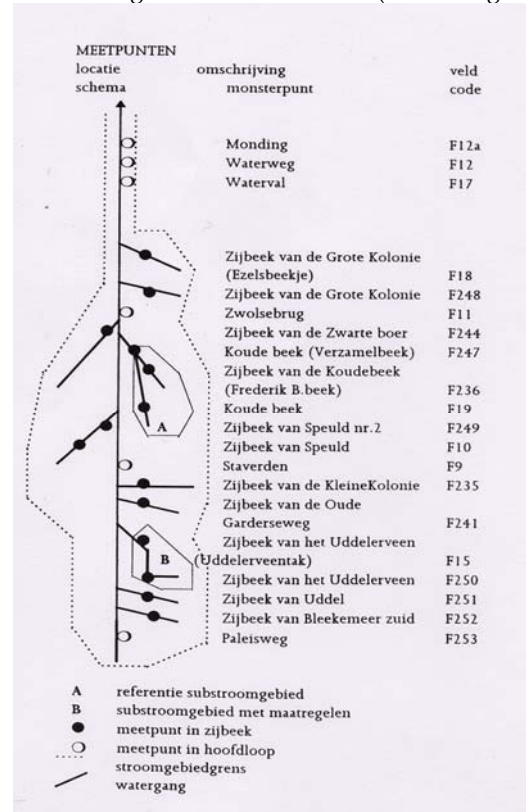 MEETPUNTEN
locatie omschrijving veld
schema monsterpunt code
Monding F12a
Waterweg F12
Waterval F17
Zijbeek van de Grote Kolonie
(Ezelsbeekje) F18
Zijbeek van de Grote Kolonie F248
Zwolsebrug F11
Zijbeek van de Zwarte boer F244
Koude beek (Verzamelbeek) F247
Zijbeek van de Koudebeek
(Frederik B.beek) F236
Koude beek F19
A Zijbeek van Speuld nr.2 F249
Zijbeek van Speuld F10
Staverden F9
Zijbeek van de KleineKolonie F235
Zijbeek van de Oude
Garderseweg F241
Zijbeek van het Uddelerveen
B (Uddelerveentak) F15
Zijbeek van het Uddelerveen F250
Zijbeek van Uddel F251
Zijbeek van Bleekemeer zuid F252
Paleisweg F253
A referentie substroomgebied
B substroomgebied met maatregelen
meetpunt in zijbeek
meetpunt in hoofdloop
stroomgebiedgrens
watergang